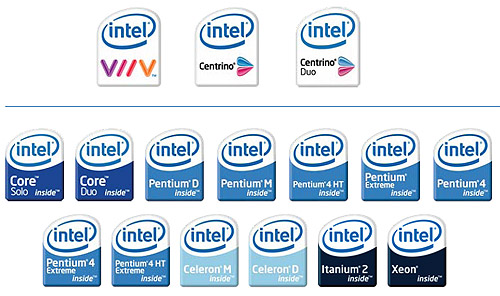 intel
VIIV™
intel
Centrino®
intel
Centrino®
Duo
intel
Core™
Solo inside™
intel
Core™
Duo inside™
intel
Pentium® D
inside™
intel
Pentium® M
inside™
intel
Pentium® 4 HT
inside™
intel
Pentium®
Extreme inside™
intel
Pentium® 4
inside™
intel
Pentium® 4
Extreme inside™
intel
Pentium® 4 HT
Extreme inside™
intel
Celeron® M
inside™
intel
Celeron® D
inside™
intel
Itanium® 2
inside™
intel
Xeon®
inside™